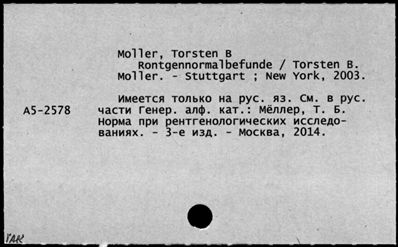 Moller, Torsten B
Rontgennormalbefunde / Torsten B.
Moller. - Stuttgart ; New York, 2003.
Имеется только на рус. яз. См. в рус.
A5-2578
части Генер. алф. кат.: Мёллер, Т. Б.
Норма при рентгенологических исследо-
ваниях. - 3-е изд. - Москва, 2014.